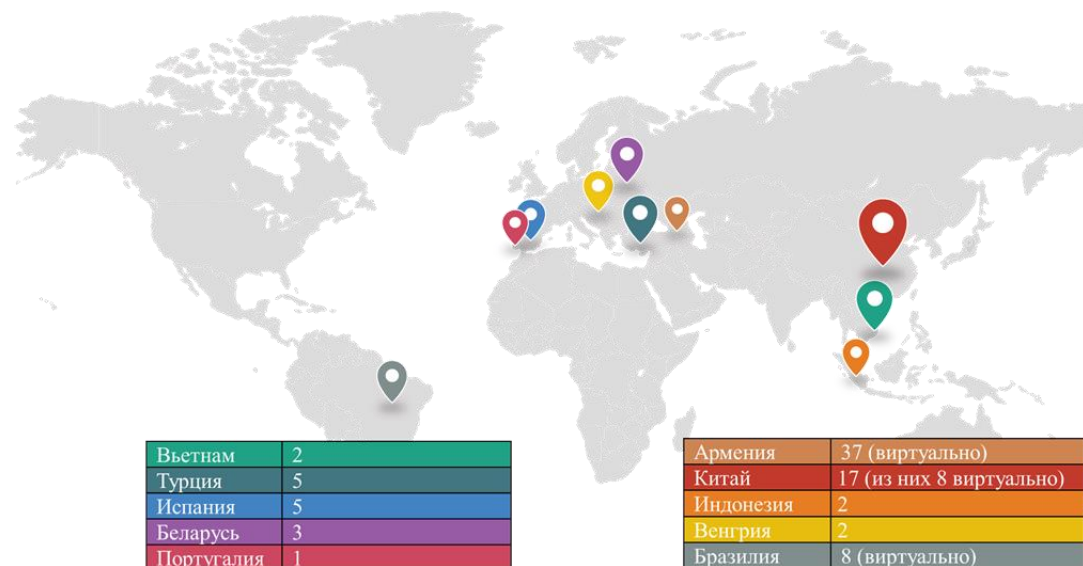 Вьетнам 2
Турция 5
Испания 5
Беларусь 3
Португалия 1
Армения 37 (виртуально)
Китай 17 (из них 8 виртуально)
Индонезия 2
Венгрия 2
Бразилия 8 (виртуально)